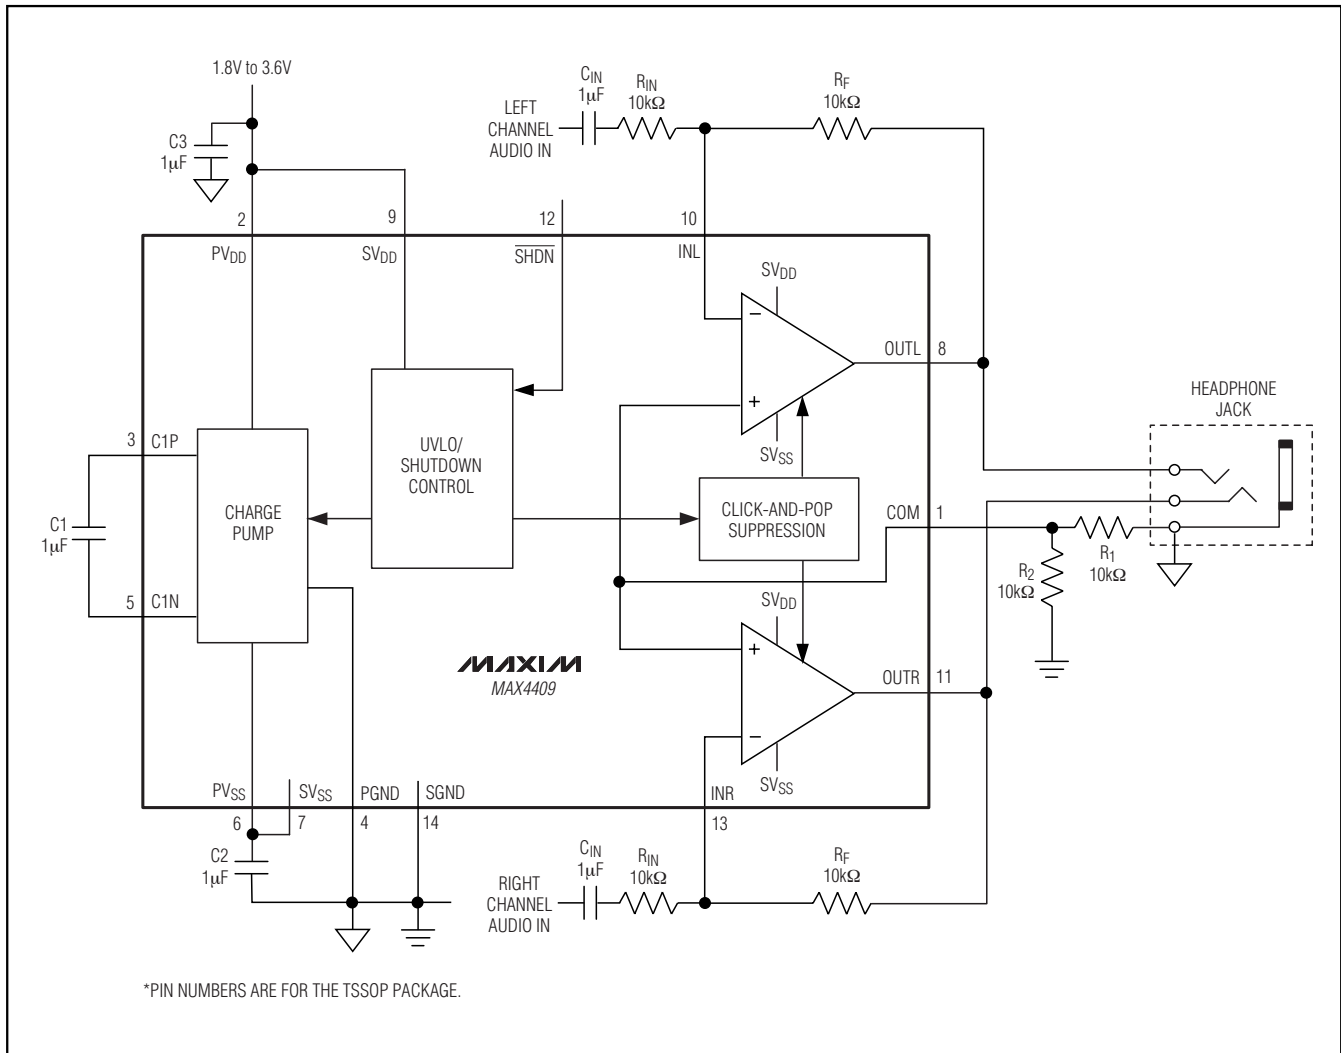 1.8V to 3.6V
C3
1µF
LEFT
CHANNEL
AUDIO IN
CIN
1µF
RIN
10kΩ
RF
10kΩ
2
9
12
10
PVDD
SVDD
SHDN
INL
SVDD
−
+
SVSS
OUTL
8
HEADPHONE
JACK
3
C1P
C1
1µF
5
C1N
CHARGE
PUMP
UVLO/
SHUTDOWN
CONTROL
CLICK-AND-POP
SUPPRESSION
COM
1
R1
10kΩ
R2
10kΩ
SVDD
+
−
SVSS
OUTR
11
MAXIM
MAX4409
PVSS
SVSS
PGND
SGND
INR
6
7
4
14
13
C2
1µF
RIGHT
CHANNEL
AUDIO IN
CIN
1µF
RIN
10kΩ
RF
10kΩ
*PIN NUMBERS ARE FOR THE TSSOP PACKAGE.